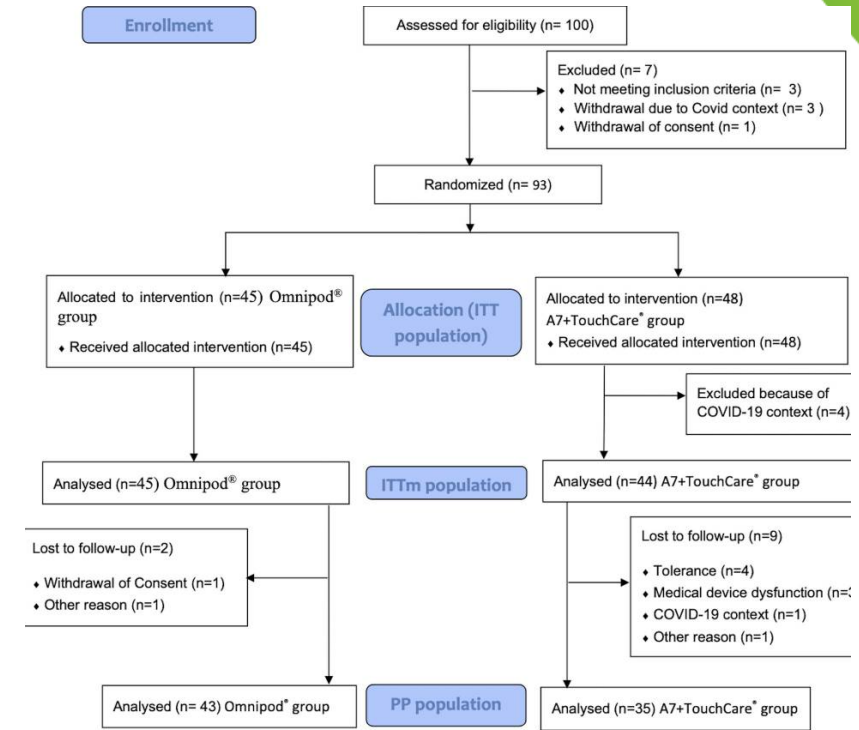 Enrollment
Assessed for eligibility (n= 100)
Excluded (n= 7)
♦ Not meeting inclusion criteria (n= 3)
♦ Withdrawal due to Covid context (n= 3 )
♦ Withdrawal of consent (n= 1)
Randomized (n= 93)
Allocated to intervention (n=45) Omnipod®
group
♦ Received allocated intervention (n=45)
Allocation (ITT
population)
Allocated to intervention (n=48)
A7+TouchCare® group
♦ Received allocated intervention (n=48)
Excluded because of
COVID-19 context (n=4)
Analysed (n=45) Omnipod® group
ITTm population
Analysed (n=44) A7+TouchCare® group
Lost to follow-up (n=2)
♦ Withdrawal of Consent (n=1)
♦ Other reason (n=1)
Lost to follow-up (n=9)
♦ Tolerance (n=4)
♦ Medical device dysfunction (n=3
♦ COVID-19 context (n=1)
♦ Other reason (n=1)
Analysed (n= 43) Omnipod® group
PP population
Analysed (n=35) A7+TouchCare® group